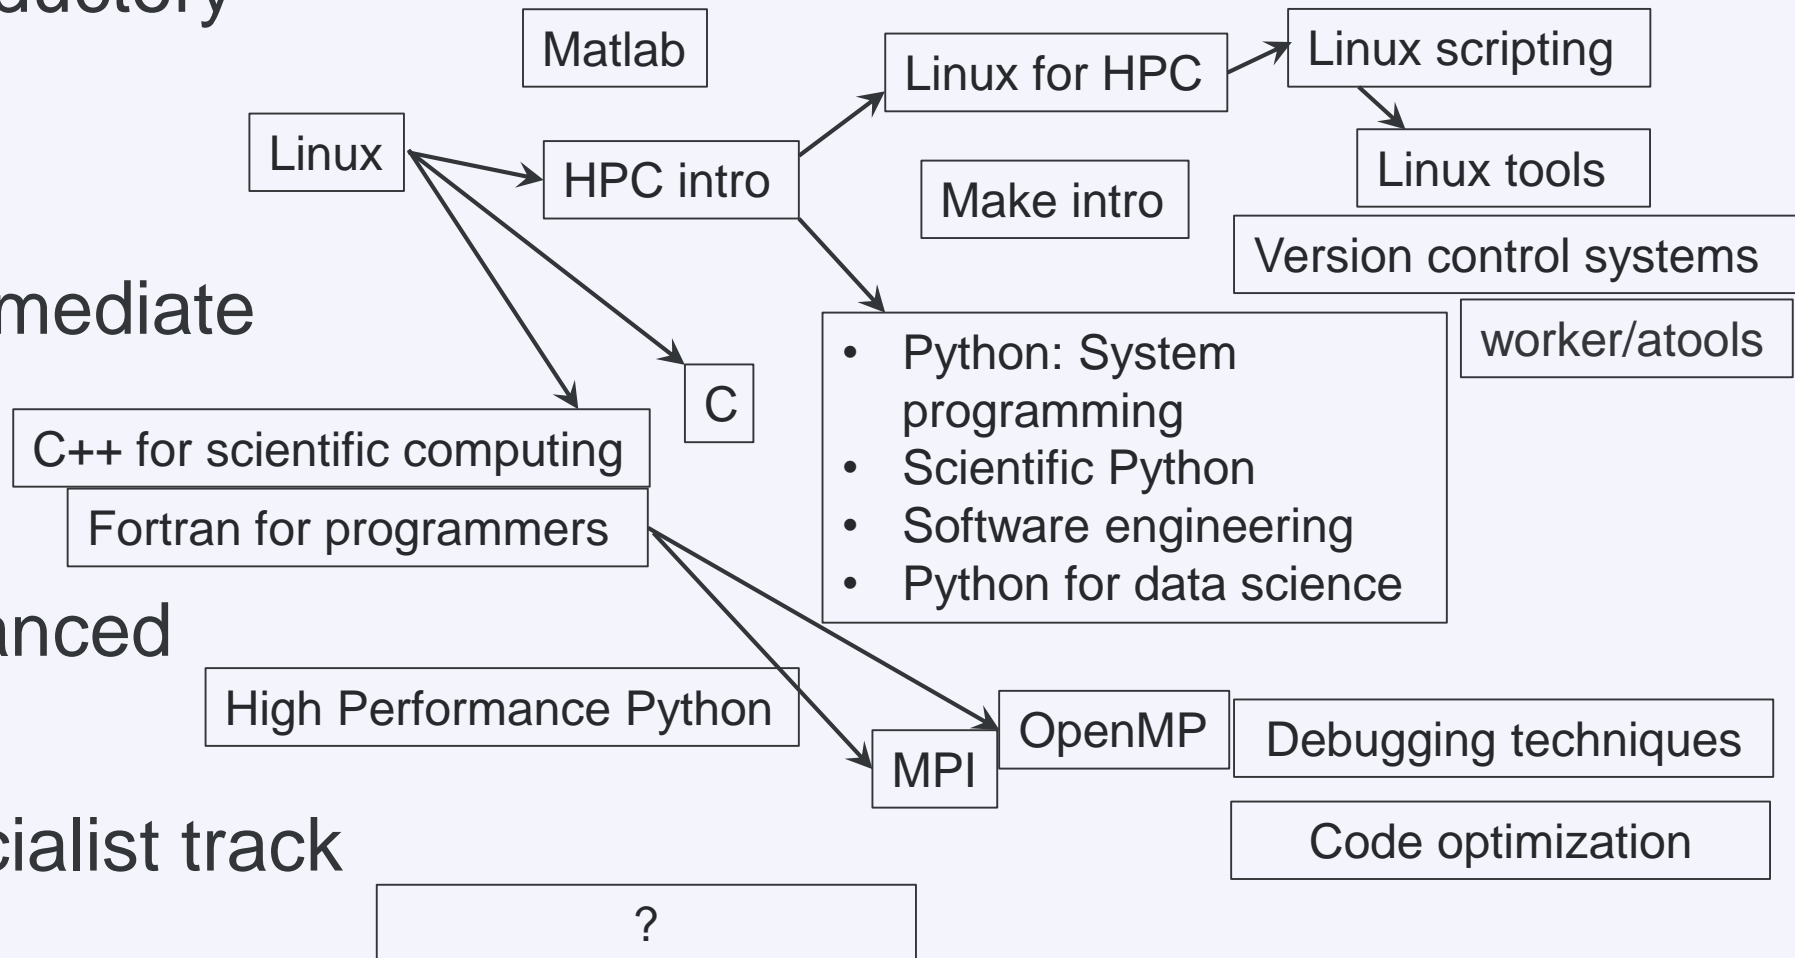 ductory
Matlab
Linux for HPC
Linux scripting
Linux
HPC intro
Make intro
Linux tools
Version control systems
mediate
worker/atools
C
• Python: System
programming
• Scientific Python
• Software engineering
• Python for data science
C++ for scientific computing
Fortran for programmers
anced
High Performance Python
MPI
OpenMP
Debugging techniques
cialist track
Code optimization
?